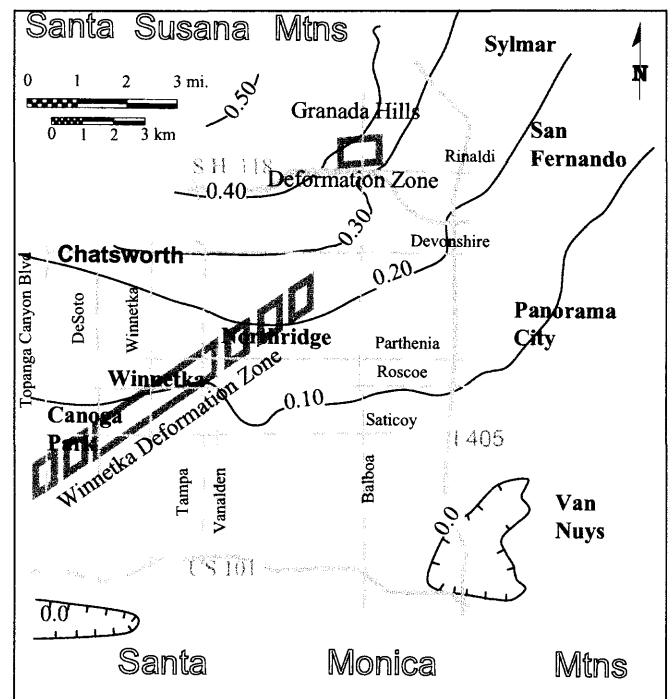 Santa Susana Mtns
Sylmar
N
0 1 2 3 mi.
0 1 2 3 km
0.50
Granada Hills
San
Fernando
Rinaldi
S H 118
Deformation Zone
0.40
0.30
Devonshire
Chatsworth
0.20
Topanga Canyon Blvd
DeSoto
Winnetka
Northridge
Panorama
City
Parthenia
Winnetka
Roscoe
0.10
Canoga
Park
Winnetka Deformation Zone
Saticoy
I 405
Tampa
Vanalden
Balboa
0.0
Van
Nuys
US 101
0.0
Santa Monica Mtns